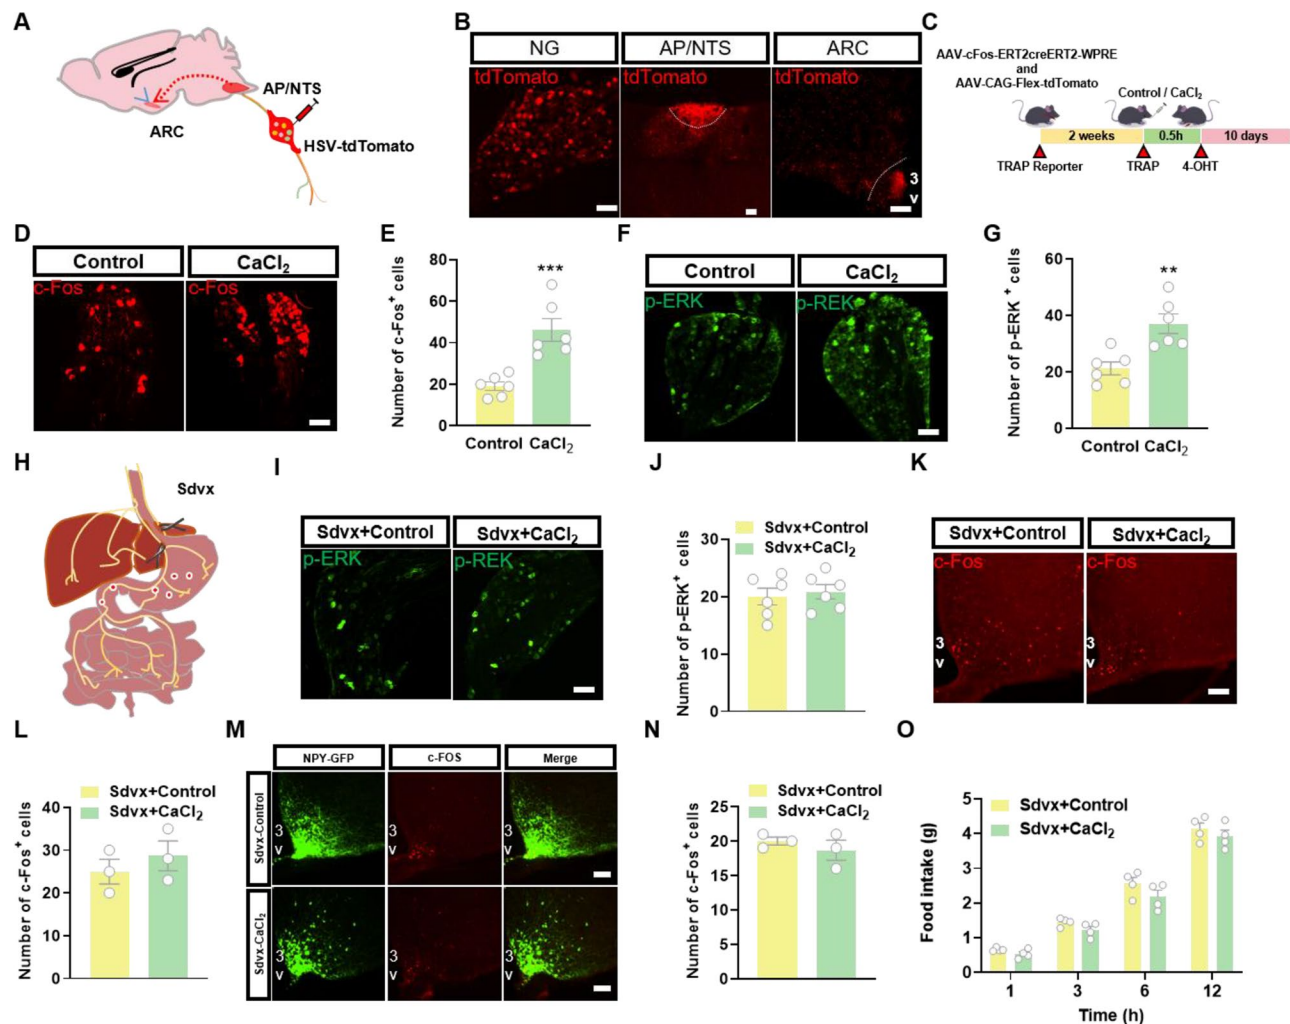 A
AP/NTS
ARC
HSV-tdTomato
B
NG
AP/NTS
ARC
tdTomato
tdTomato
tdTomato
3
v
C
AAV-cFos-ERT2creERT2-WPRE
and
AAV-CAG-Flex-tdTomato
Control / CaCl₂
2 weeks
0.5h
10 days
TRAP Reporter
TRAP
4-OHT
D
Control
CaCl₂
c-Fos
c-Fos
E
Number of c-Fos⁺ cells
80
60
40
20
0
***
Control CaCl₂
F
Control
CaCl₂
p-ERK
p-REK
G
Number of p-ERK⁺ cells
60
40
20
0
**
Control CaCl₂
H
Sdvx
I
Sdvx+Control
Sdvx+CaCl₂
p-ERK
p-REK
J
Sdvx+Control
Sdvx+CaCl₂
Number of p-ERK⁺ cells
30
20
10
0
K
Sdvx+Control
Sdvx+Cacl₂
c-Fos
c-Fos
3
v
3
v
L
Sdvx+Control
Sdvx+CaCl₂
Number of c-Fos⁺ cells
40
30
20
10
0
M
NPY-GFP
c-FOS
Merge
Sdvx-Control
3
v
3
v
3
v
Sdvx-CaCl₂
3
v
3
v
3
v
N
Sdvx+Control
Sdvx+CaCl₂
Number of c-Fos⁺ cells
25
20
15
10
5
0
O
Sdvx+Control
Sdvx+CaCl₂
Food intake (g)
5
4
3
2
1
0
1
3
6
12
Time (h)